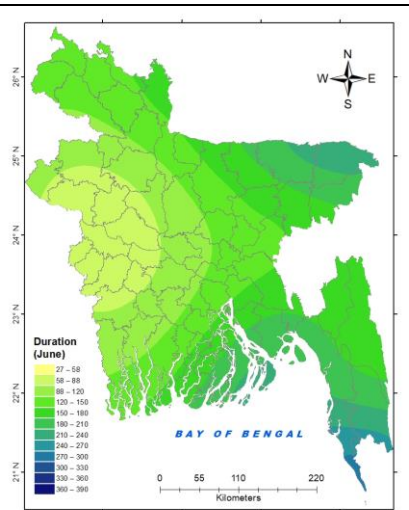 N
W E
S
26° N
25° N
24° N
23° N
22° N
21° N
Duration
(June)
27 – 58
58 – 88
88 – 120
120 – 150
150 – 180
180 – 210
210 – 240
240 – 270
270 – 300
300 – 330
330 – 360
360 – 390
BAY OF BENGAL
0 55 110 220
Kilometers